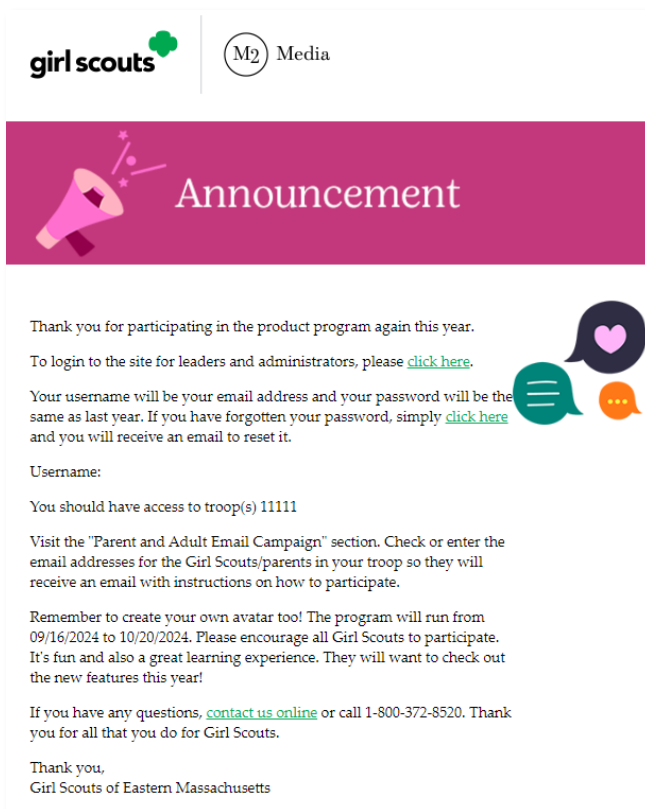 girl scouts
M2 Media
Announcement
Thank you for participating in the product program again this year.
To login to the site for leaders and administrators, please click here.
Your username will be your email address and your password will be the
same as last year. If you have forgotten your password, simply click here
and you will receive an email to reset it.
Username:
You should have access to troop(s) 11111
Visit the "Parent and Adult Email Campaign" section. Check or enter the
email addresses for the Girl Scouts/parents in your troop so they will
receive an email with instructions on how to participate.
Remember to create your own avatar too! The program will run from
09/16/2024 to 10/20/2024. Please encourage all Girl Scouts to participate.
It's fun and also a great learning experience. They will want to check out
the new features this year!
If you have any questions, contact us online or call 1-800-372-8520. Thank
you for all that you do for Girl Scouts.
Thank you,
Girl Scouts of Eastern Massachusetts